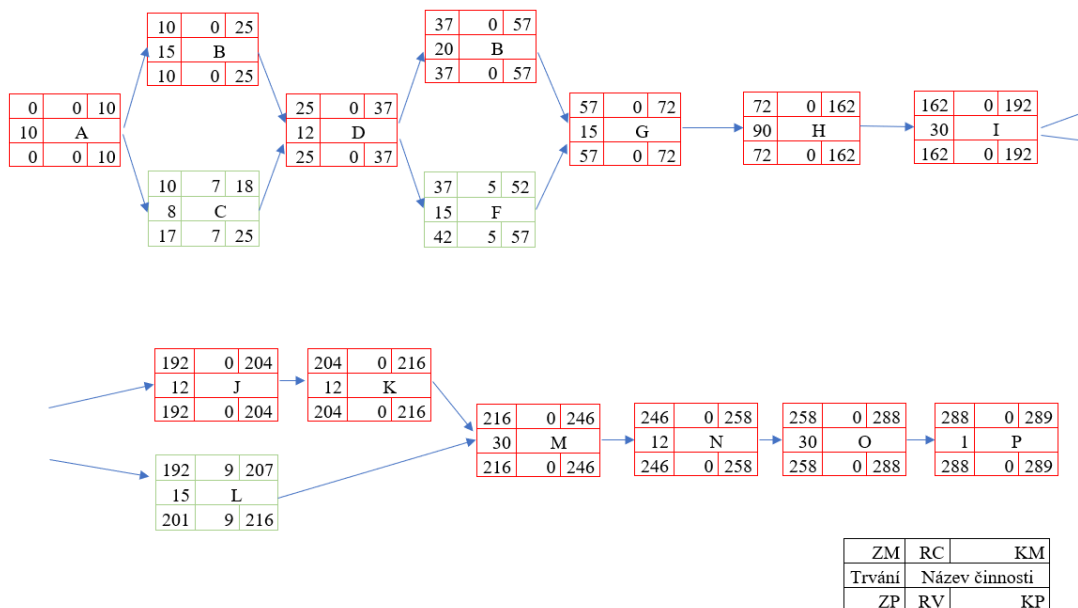 10 0 25
15 B
10 0 25
37 0 57
20 B
37 0 57
0 0 10
10 A
0 0 10
25 0 37
12 D
25 0 37
57 0 72
15 G
57 0 72
72 0 162
90 H
72 0 162
162 0 192
30 I
162 0 192
10 7 18
8 C
17 7 25
37 5 52
15 F
42 5 57
192 0 204
12 J
192 0 204
204 0 216
12 K
204 0 216
216 0 246
30 M
216 0 246
246 0 258
12 N
246 0 258
258 0 288
30 O
258 0 288
288 0 289
1 P
288 0 289
192 9 207
15 L
201 9 216
ZM RC KM
Trvání Název činnosti
ZP RV KP